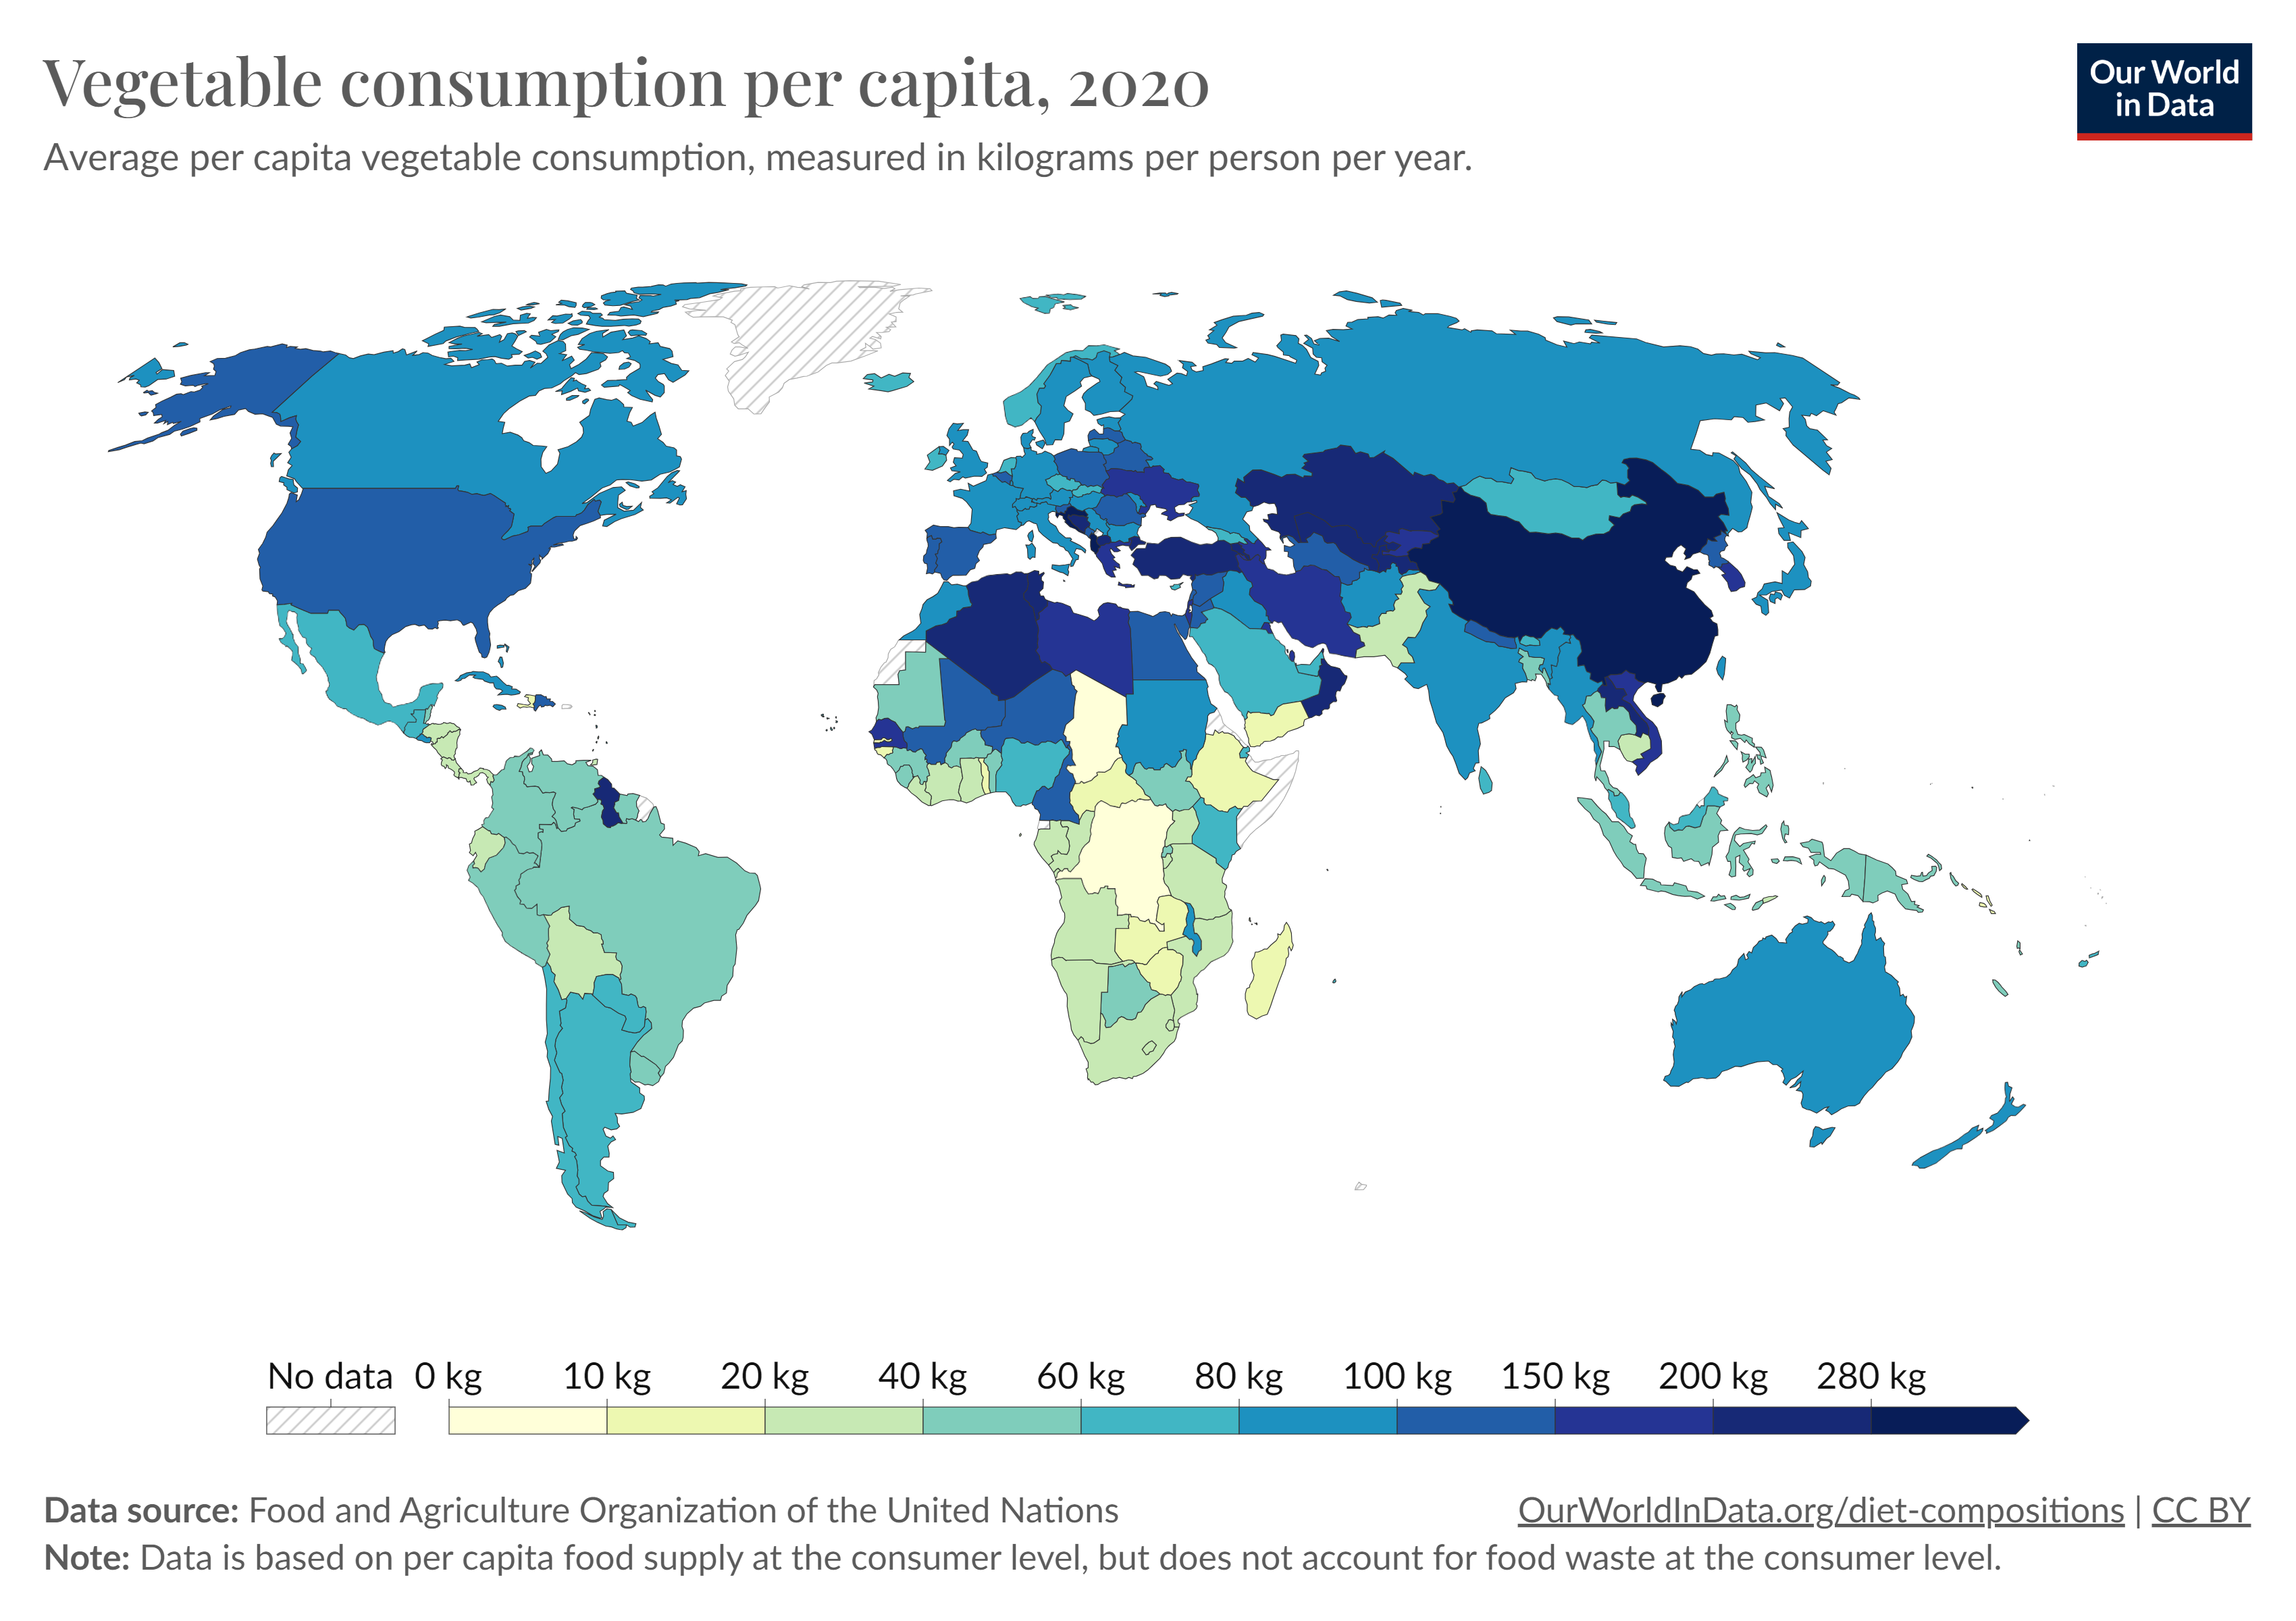 Vegetable consumption per capita, 2020
Our World
in Data
Average per capita vegetable consumption, measured in kilograms per person per year.
No data 0 kg 10 kg 20 kg 40 kg 60 kg 80 kg 100 kg 150 kg 200 kg 280 kg
Data source: Food and Agriculture Organization of the United Nations
OurWorldInData.org/diet-compositions | CC BY
Note: Data is based on per capita food supply at the consumer level, but does not account for food waste at the consumer level.